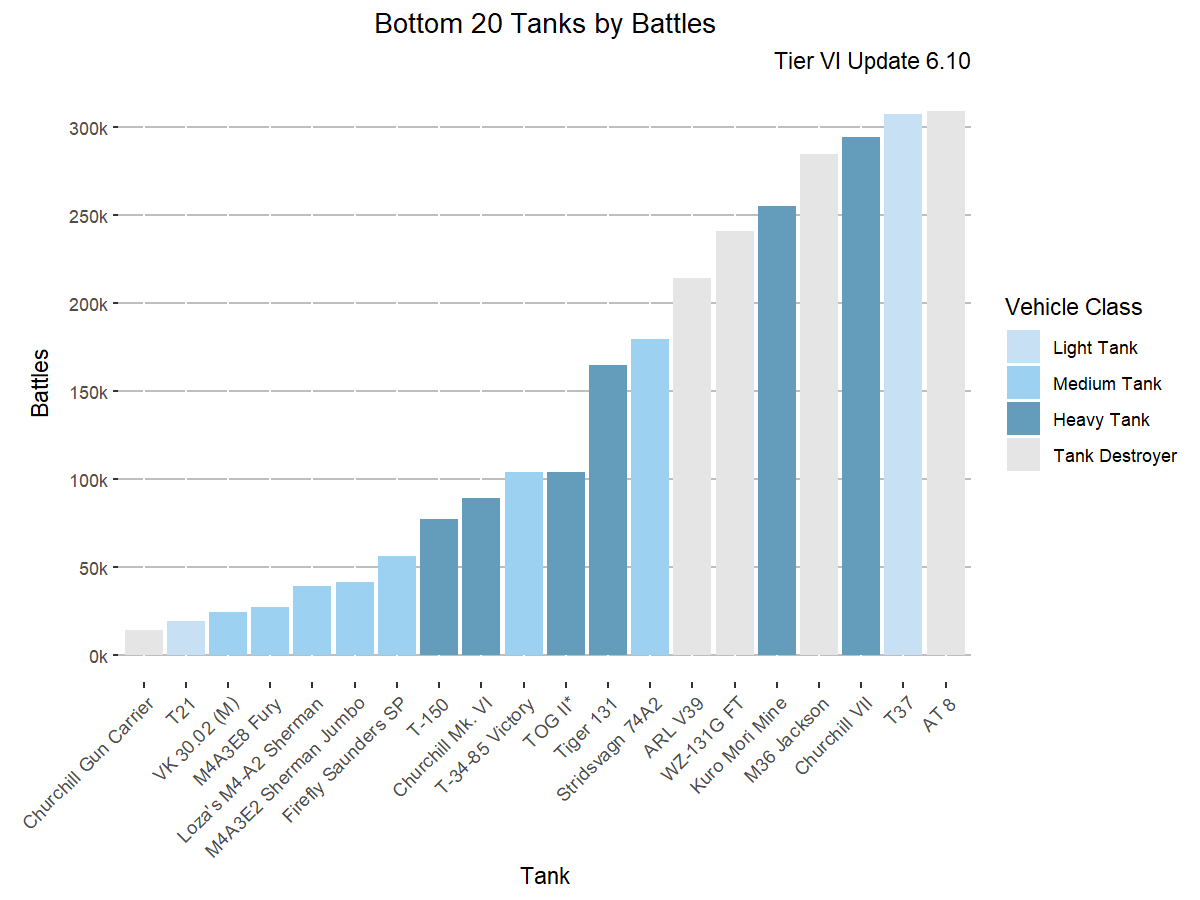 Bottom 20 Tanks by Battles
Tier VI Update 6.10
Battles
300k
250k
200k
150k
100k
50k
0k
Churchill Gun Carrier
T21
VK 30.02 (M)
M4A3E8 Fury
Loza's M4-A2 Sherman
M4A3E2 Sherman Jumbo
Firefly Saunders SP
T-150
Churchill Mk. VI
T-34-85 Victory
TOG II*
Tiger 131
Stridsvagn 74A2
ARL V39
WZ-131G FT
Kuro Mori Mine
M36 Jackson
Churchill VII
T37
AT 8
Tank
Vehicle Class
Light Tank
Medium Tank
Heavy Tank
Tank Destroyer